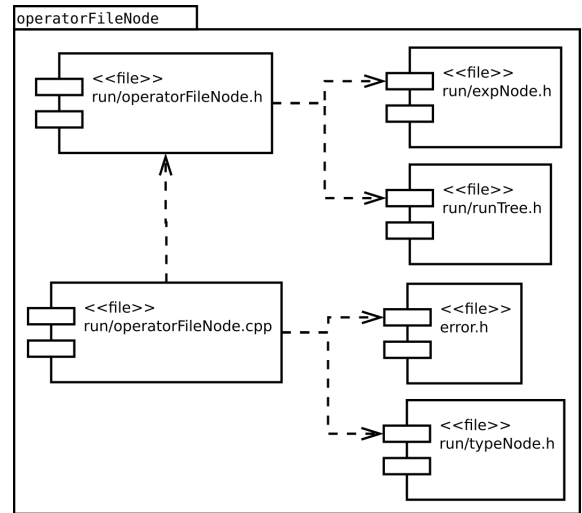 operatorFileNode
<<file>>
run/operatorFileNode.h
<<file>>
run/expNode.h
<<file>>
run/runTree.h
<<file>>
run/operatorFileNode.cpp
<<file>>
error.h
<<file>>
run/typeNode.h